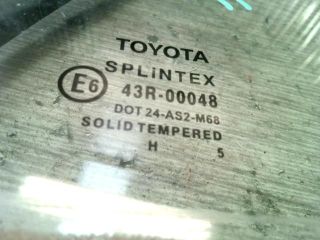 TOYOTA
SPLINTEX
E6 43R-00048
DOT 24-AS2-M68
SOLID TEMPERED
H 5